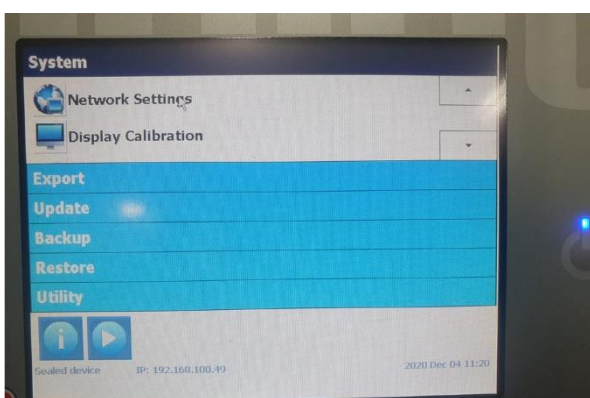 System
Network Settings
Display Calibration
Export
Update
Backup
Restore
Utility
Sealed device IP: 192.168.100.49 2020 Dec 04 11:20